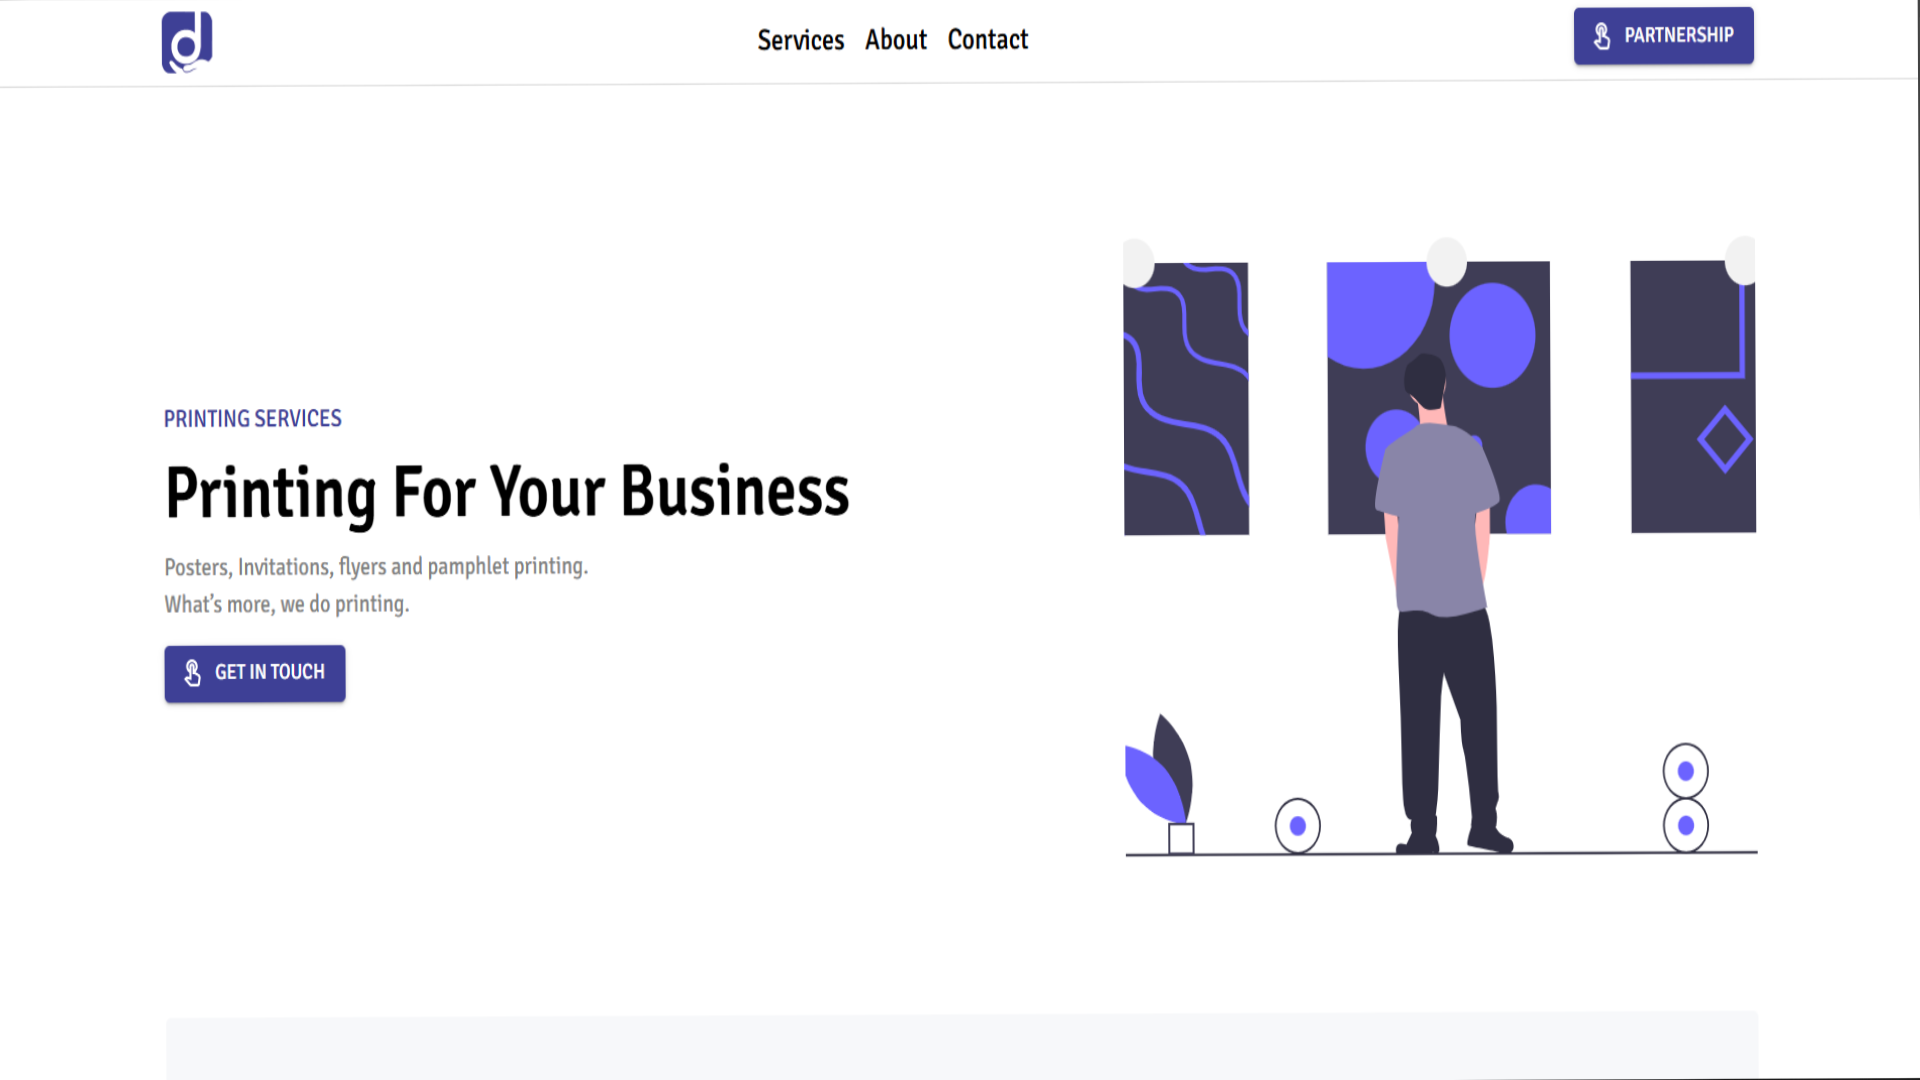 Services About Contact
PARTNERSHIP
PRINTING SERVICES
Printing For Your Business
Posters, Invitations, flyers and pamphlet printing.
What's more, we do printing.
GET IN TOUCH